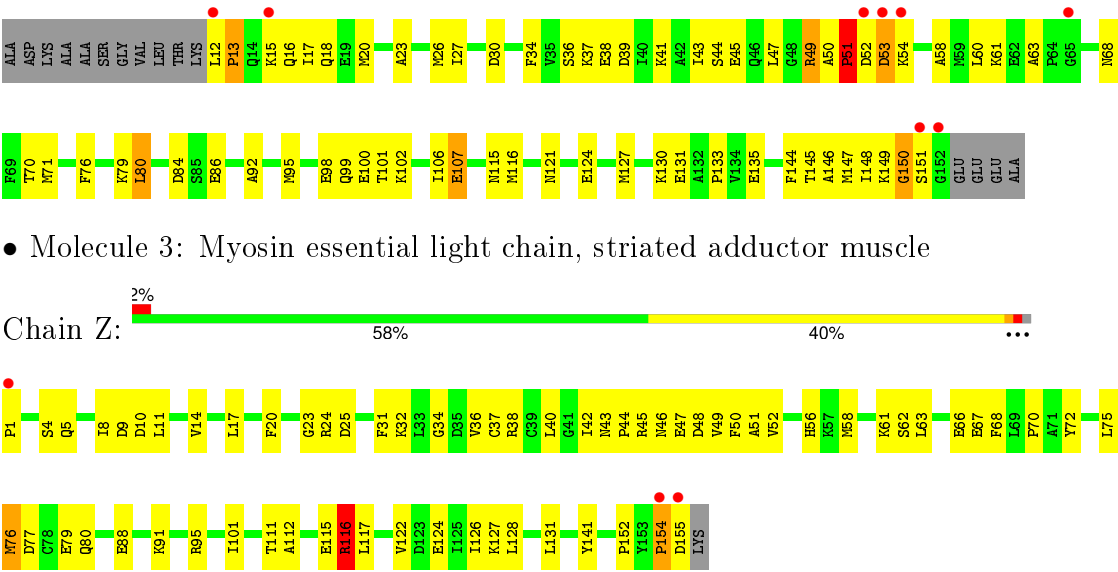 ALA ASP LYS ALA ALA SER GLY VAL LEU THR LYS L12 P13 Q14 K15 Q16 I17 Q18 E19 M20 A23 M26 I27 D30 F34 V35 S36 K37 E38 D39 I40 K41 A42 I43 S44 E45 Q46 L47 G48 R49 A50 P51 D52 D53 K54 A58 M59 L60 K61 E62 A63 P64 G65 N68
F69 T70 M71 F76 K79 L80 D84 S85 E86 A92 M95 E98 Q99 E100 T101 K102 I106 E107 N115 M116 N121 E124 M127 K130 E131 A132 P133 V134 E135 F144 T145 A146 M147 I148 K149 G150 S151 G152 GLU GLU GLU GLU ALA
• Molecule 3: Myosin essential light chain, striated adductor muscle
2%
Chain Z:
58% 40% •••
P1 S4 Q5 I8 D9 D10 L11 V14 L17 F20 G23 R24 D25 F31 K32 L33 G34 D35 V36 C37 R38 C39 L40 G41 I42 N43 P44 R45 N46 E47 D48 V49 F50 A51 V52 H56 K57 M58 K61 S62 L63 E66 E67 F68 L69 P70 A71 Y72 L75
M76 D77 C78 E79 Q80 E88 K91 R95 I101 T111 A112 E115 R116 L117 V122 D123 E124 I125 I126 K127 L128 L131 Y141 P152 Y153 P154 D155 LYS